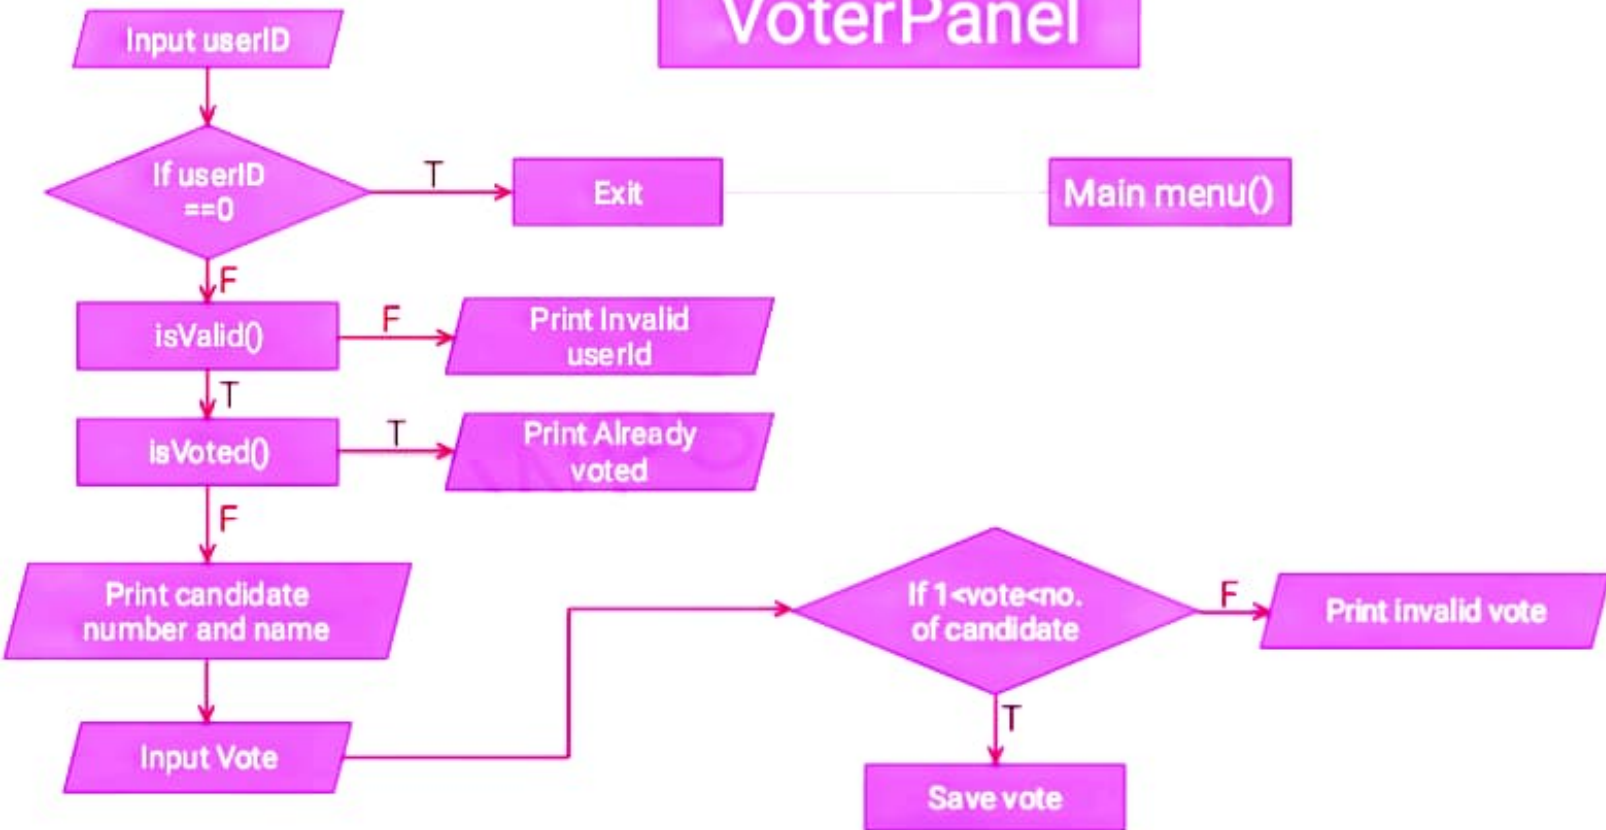 VoterPanel
Input userID
If userID
==0
T
Exit
Main menu()
F
isValid()
F
Print Invalid
userId
T
isVoted()
T
Print Already
voted
F
Print candidate
number and name
Input Vote
If 1<vote<no.
of candidate
F
Print invalid vote
T
Save vote